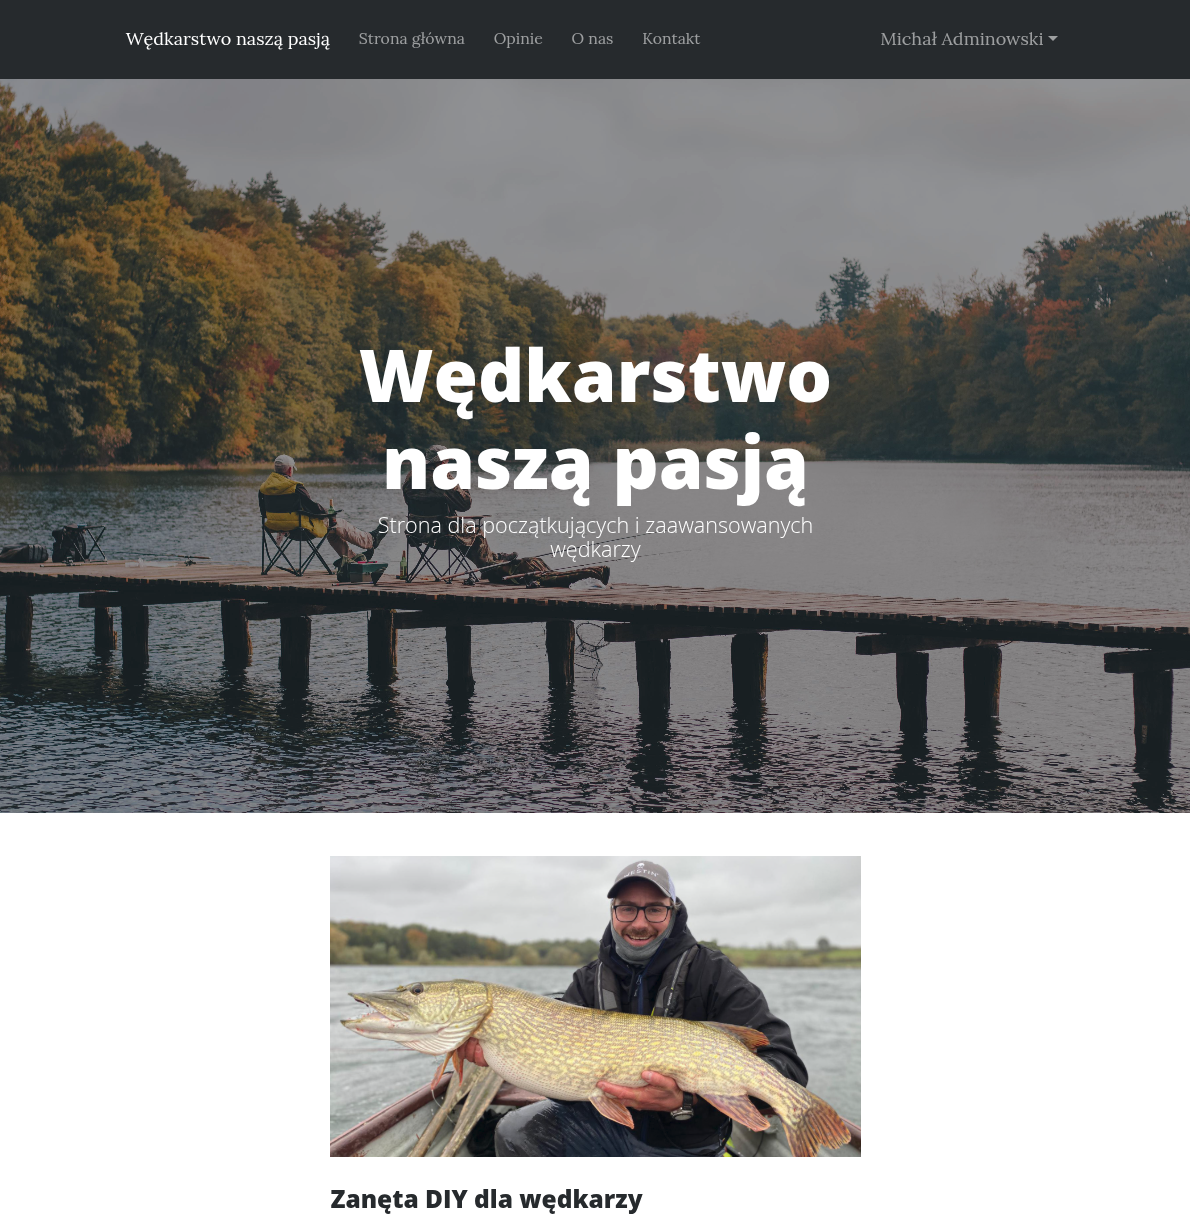 Wędkarstwo naszą pasją Strona główna Opinie O nas Kontakt Michał Adminowski
Wędkarstwo
naszą pasją
Strona dla początkujących i zaawansowanych
wędkarzy
WESTIN
Zanęta DIY dla wędkarzy